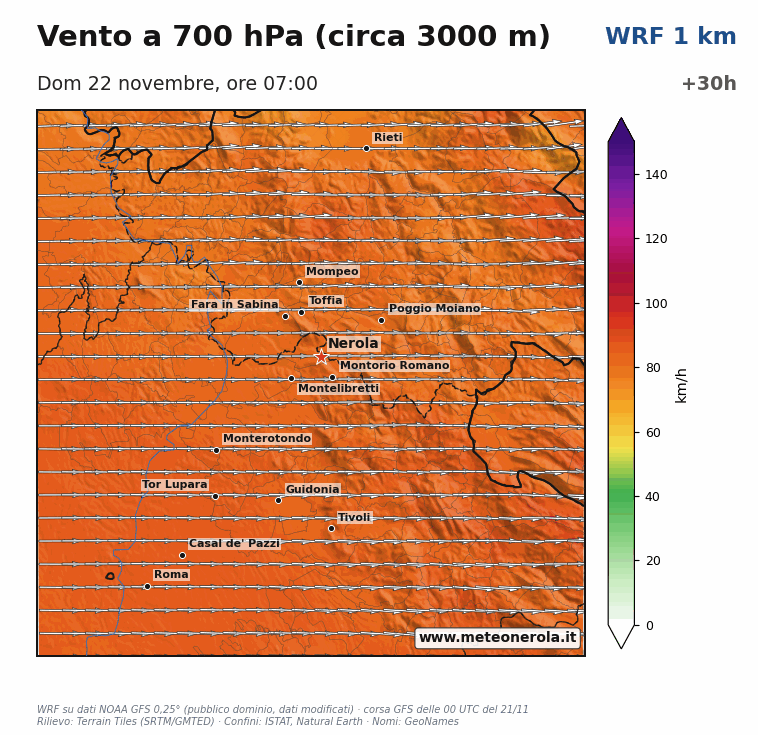 Vento a 700 hPa (circa 3000 m)
WRF 1 km
Dom 22 novembre, ore 07:00
+30h
Rieti
Mompeo
Fara in Sabina
Toffia
Poggio Moiano
Nerola
Montorio Romano
Montelibretti
Monterotondo
Tor Lupara
Guidonia
Tivoli
Casal de' Pazzi
Roma
www.meteonerola.it
140
120
100
80
60
40
20
0
km/h
WRF su dati NOAA GFS 0,25° (pubblico dominio, dati modificati) · corsa GFS delle 00 UTC del 21/11
Rilievo: Terrain Tiles (SRTM/GMTED) · Confini: ISTAT, Natural Earth · Nomi: GeoNames